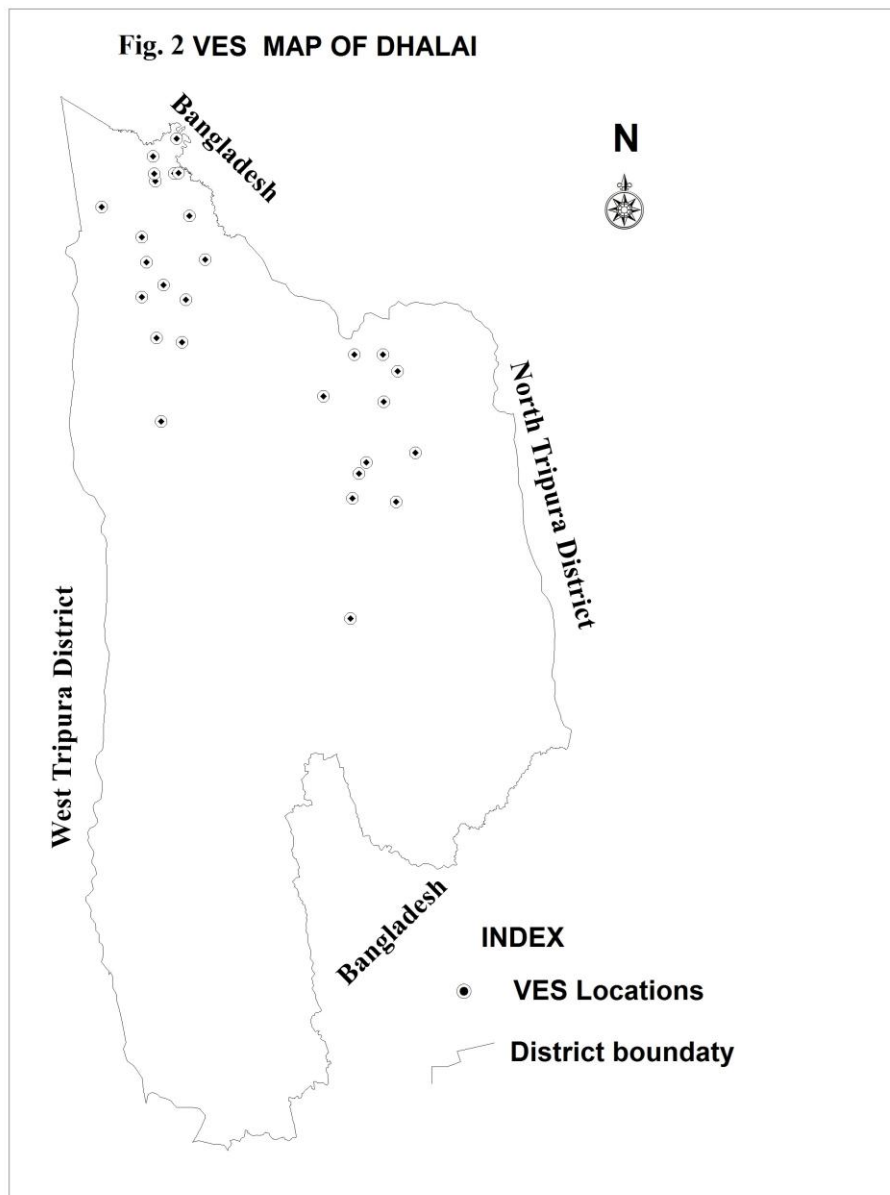 Fig. 2 VES MAP OF DHALAI
Bangladesh
N
North Tripura District
West Tripura District
Bangladesh
INDEX
VES Locations
District boundaty